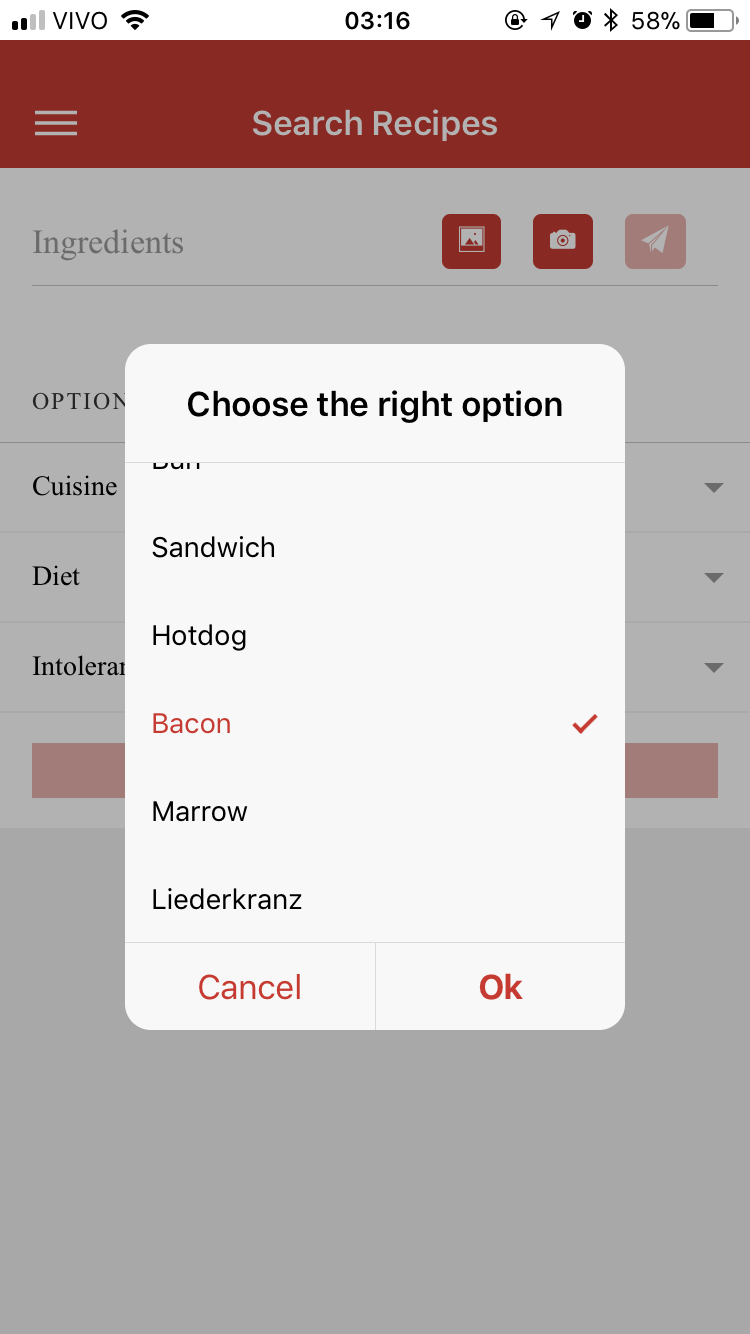 VIVO 03:16 58%
Search Recipes
Ingredients
OPTION
Choose the right option
Cuisine
Sandwich
Diet
Hotdog
Intoleran
Bacon
Marrow
Liederkranz
Cancel Ok